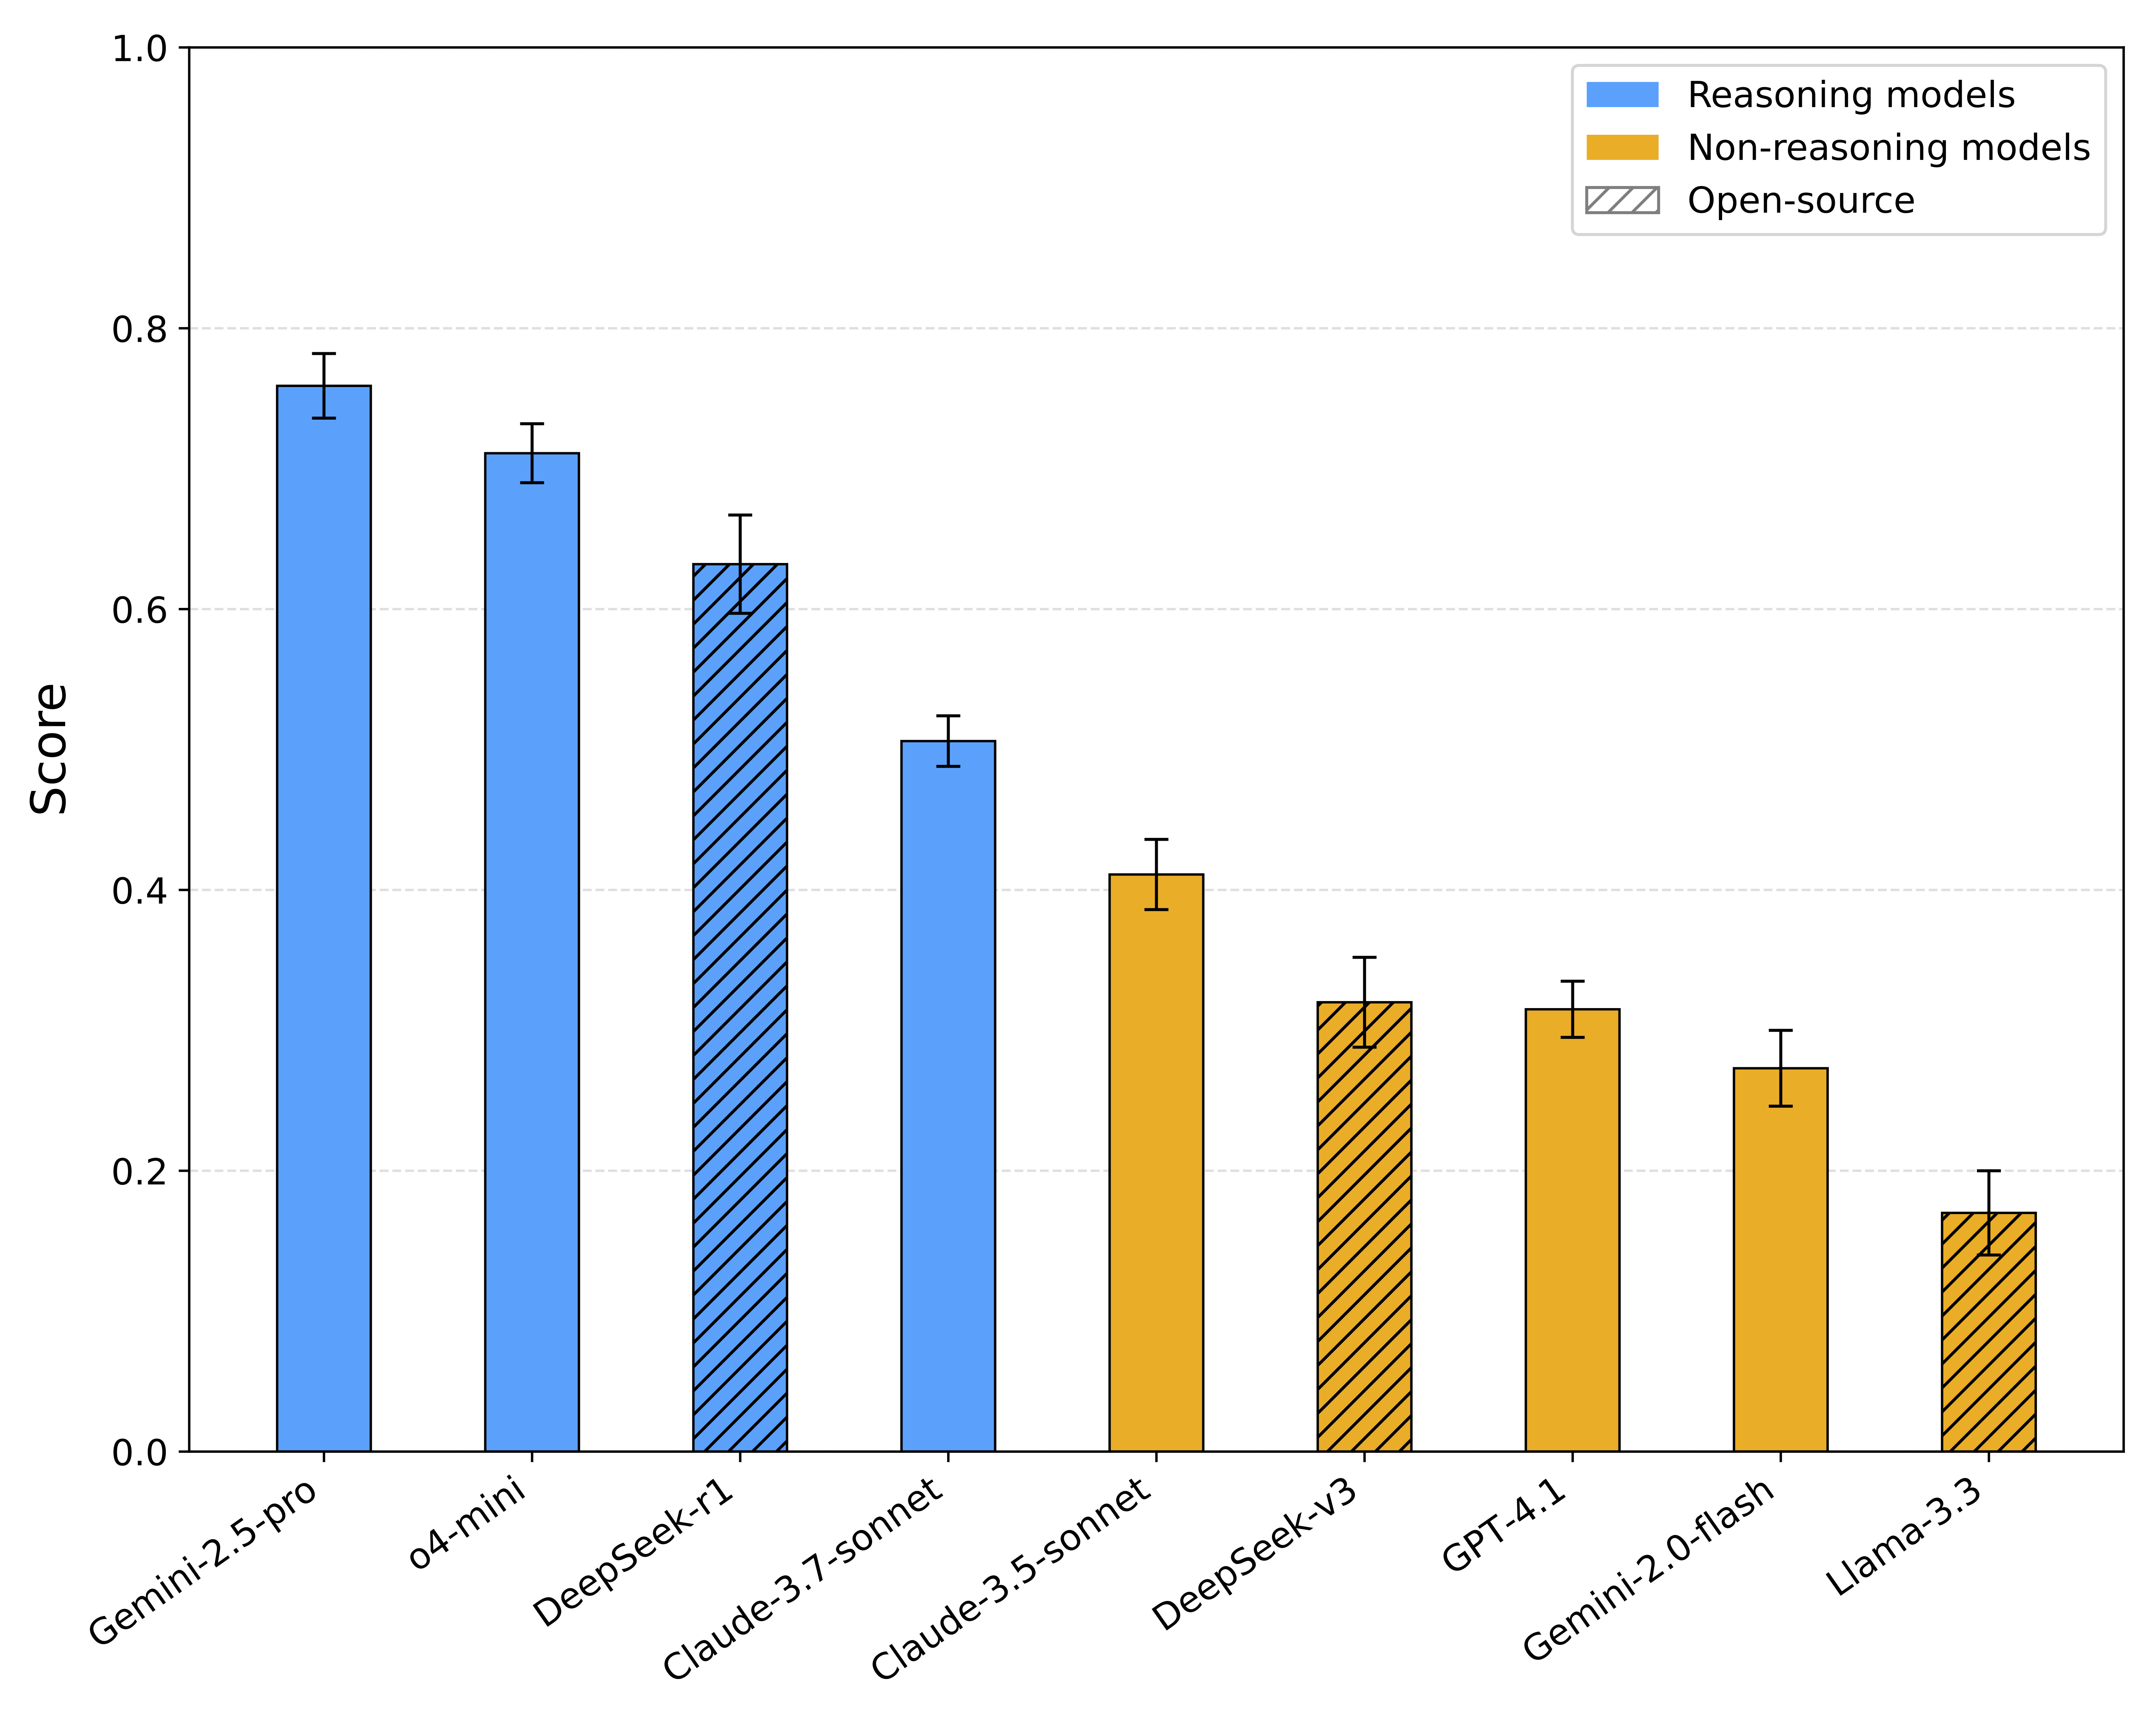 1.0
0.8
0.6
0.4
0.2
0.0
Score
Reasoning models
Non-reasoning models
Open-source
Gemini-2.5-pro
o4-mini
DeepSeek-r1
Claude-3.7-sonnet
Claude-3.5-sonnet
DeepSeek-v3
GPT-4.1
Gemini-2.0-flash
Llama-3.3